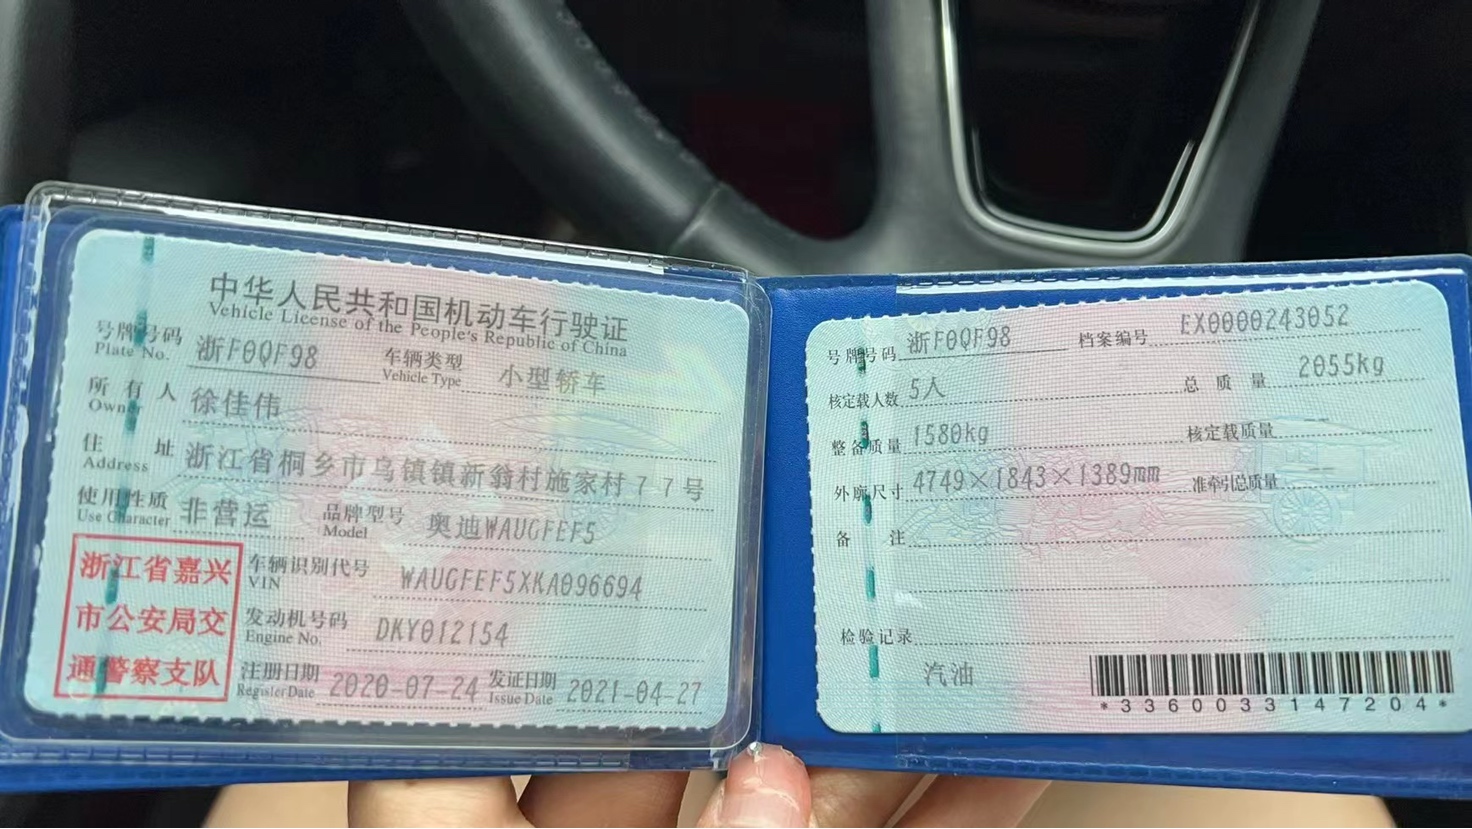 中华人民共和国机动车行驶证
Vehicle License of the People's Republic of China
号牌号码 浙F0QF98 车辆类型 小型轿车
Plate No. Vehicle Type
所有人 徐佳伟
Owner
住址 浙江省桐乡市乌镇镇新翁村施家村77号
Address
使用性质 非营运 品牌型号 奥迪WAUGFEF5
Use Character Model
浙江省嘉兴
市公安局交
通警察支队
车辆识别代号 WAUGFEF5XKA096694
VIN
发动机号码 DKY012154
Engine No.
注册日期 2020-07-24 发证日期 2021-04-27
Register Date Issue Date
号牌号码 浙F0QF98 档案编号 EX0000243052
核定载人数 5人 总质量 2055kg
整备质量 1580kg 核定载质量 --
外廓尺寸 4749×1843×1389mm 准牵引总质量 --
备注
检验记录
汽油
*3360033147204*